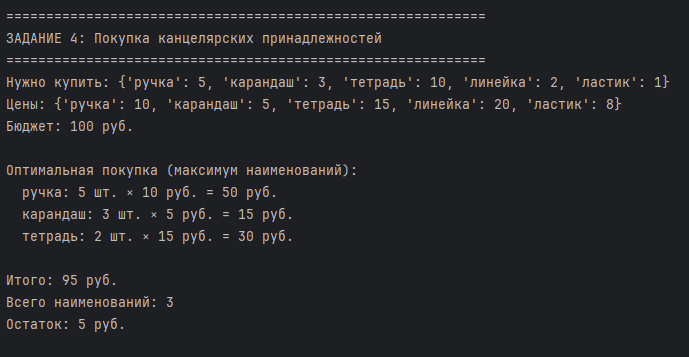 ============================================================
ЗАДАНИЕ 4: Покупка канцелярских принадлежностей
============================================================
Нужно купить: {'ручка': 5, 'карандаш': 3, 'тетрадь': 10, 'линейка': 2, 'ластик': 1}
Цены: {'ручка': 10, 'карандаш': 5, 'тетрадь': 15, 'линейка': 20, 'ластик': 8}
Бюджет: 100 руб.

Оптимальная покупка (максимум наименований):
  ручка: 5 шт. × 10 руб. = 50 руб.
  карандаш: 3 шт. × 5 руб. = 15 руб.
  тетрадь: 2 шт. × 15 руб. = 30 руб.

Итого: 95 руб.
Всего наименований: 3
Остаток: 5 руб.